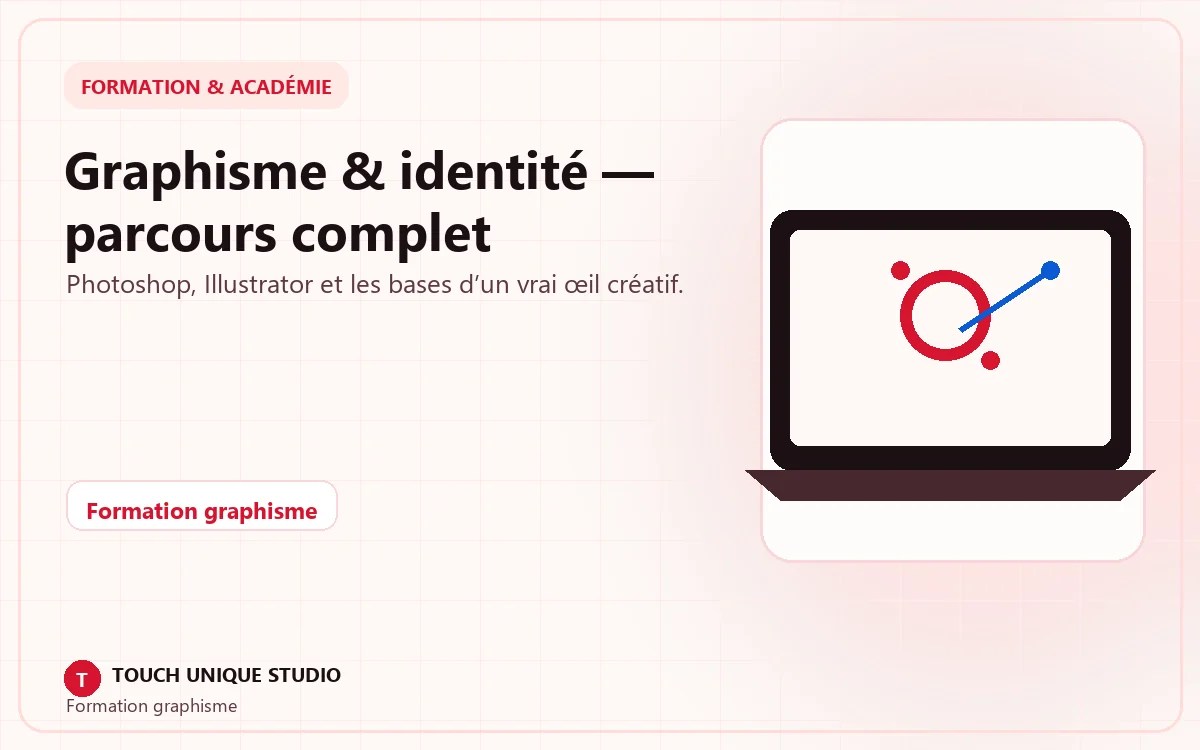 FORMATION & ACADÉMIE
Graphisme & identité —
parcours complet
Photoshop, Illustrator et les bases d’un vrai œil créatif.
Formation graphisme
T
TOUCH UNIQUE STUDIO
Formation graphisme